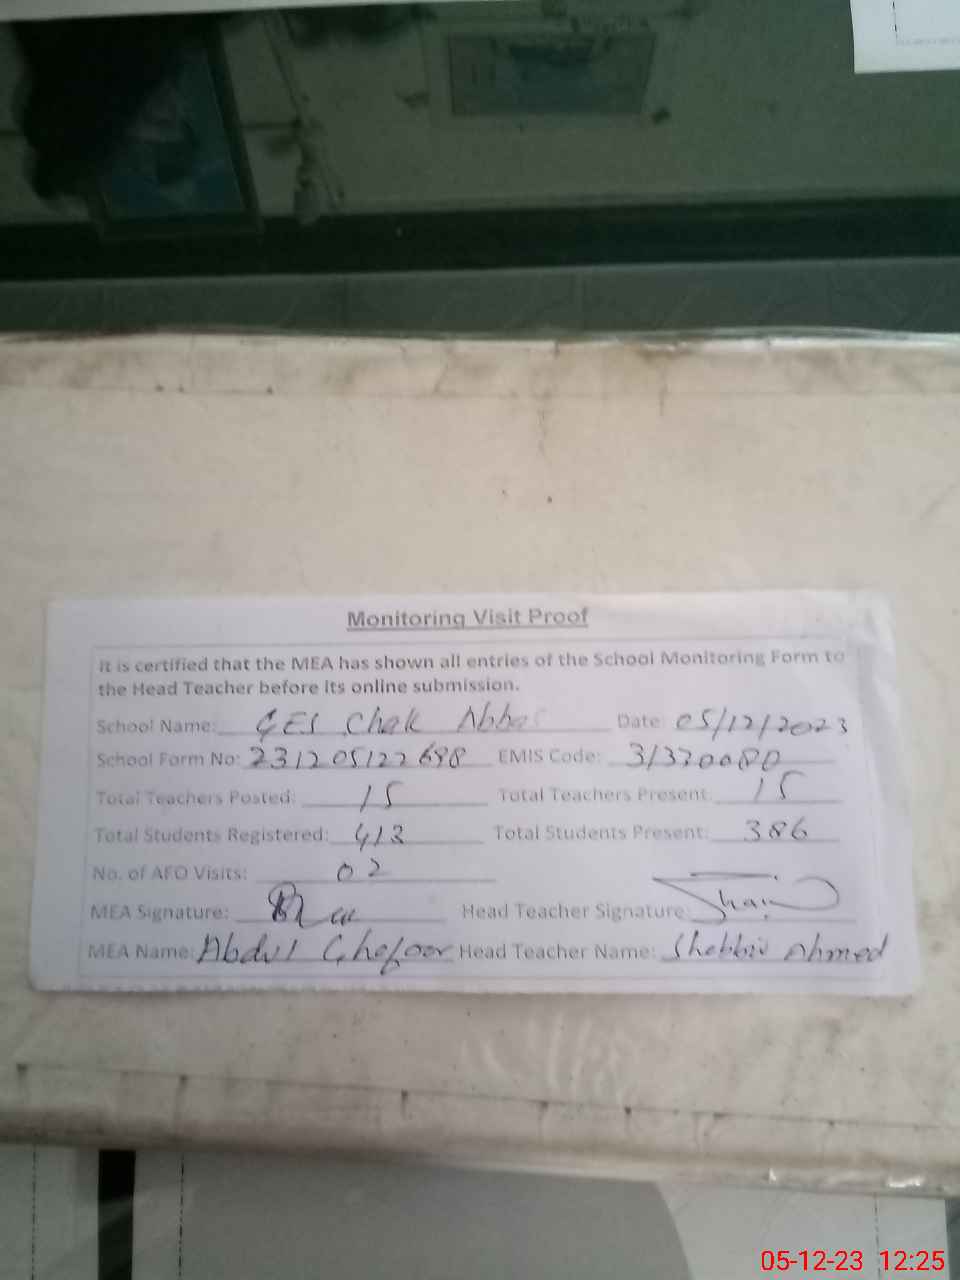 Monitoring Visit Proof
It is certified that the MEA has shown all entries of the School Monitoring Form to
the Head Teacher before its online submission.
School Name: GES Chak Abbas Date: 05/12/2023
School Form No: 231205122698 EMIS Code: 31320080
Total Teachers Posted: 15 Total Teachers Present: 15
Total Students Registered: 413 Total Students Present: 386
No. of AFO Visits: 02
MEA Signature: Head Teacher Signature:
MEA Name: Abdul Ghafoor Head Teacher Name: Shabbir Ahmed
05-12-23 12:25